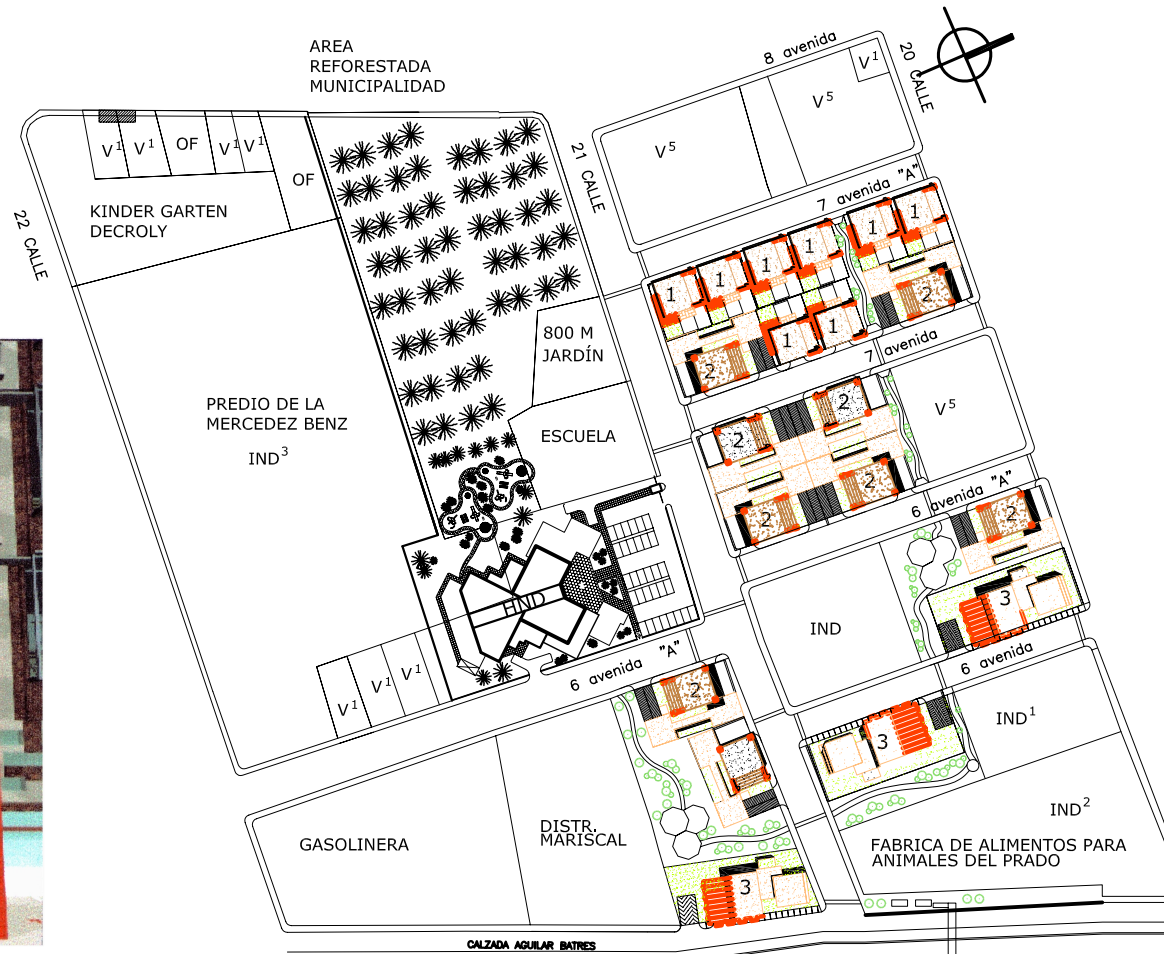 AREA
REFORESTADA
MUNICIPALIDAD
8 avenida
20 CALLE
V1
V5
V5
V1
V1
OF
V1
V1
OF
KINDER GARTEN
DECROLY
22 CALLE
21 CALLE
7 avenida "A"
1
1
1
1
1
1
1
1
2
2
7 avenida
800 M
JARDÍN
PREDIO DE LA
MERCEDEZ BENZ
IND3
ESCUELA
2
2
2
2
V5
6 avenida "A"
2
3
IND
IND
6 avenida
6 avenida "A"
V1
V1
V1
2
3
IND1
IND2
GASOLINERA
DISTR.
MARISCAL
FABRICA DE ALIMENTOS PARA
ANIMALES DEL PRADO
3
CALZADA AGUILAR BATRES